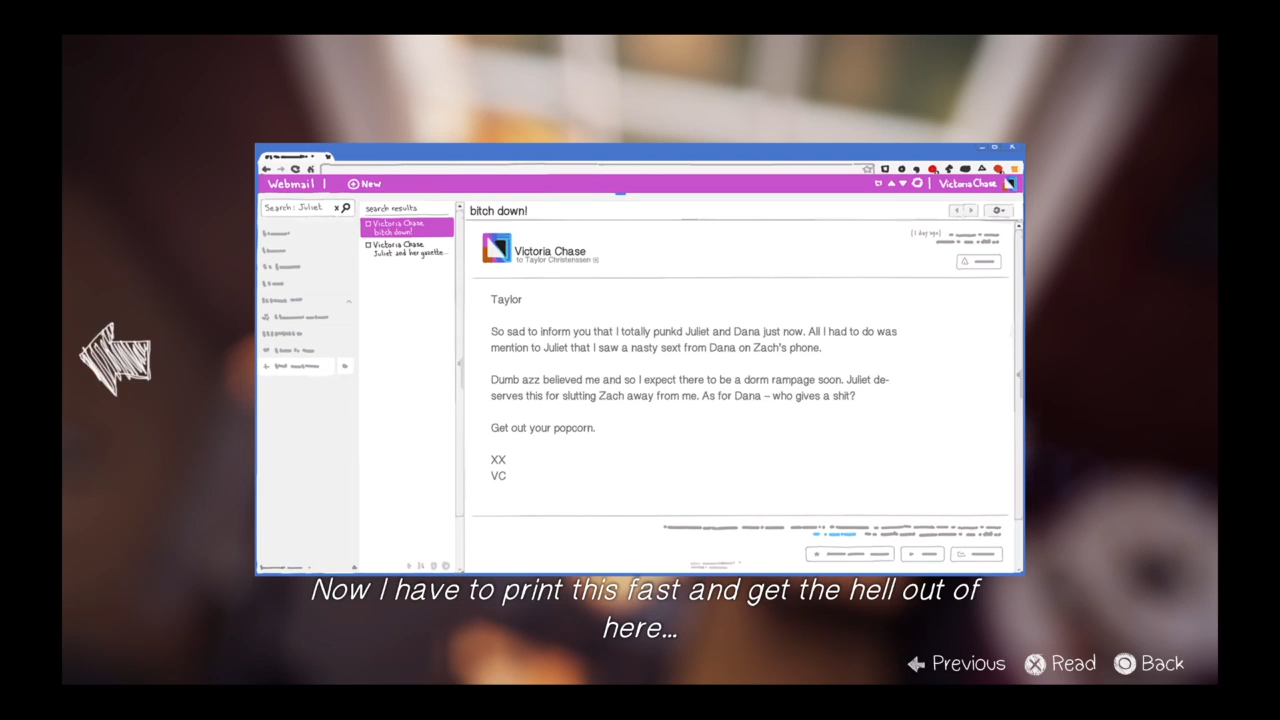 Webmail |
New
Victoria Chase
Search: Juliet x
search results
Victoria Chase
bitch down!
Victoria Chase
Juliet and her gazette...
bitch down!
[1 day ago]
Victoria Chase
to Taylor Christenssen
Taylor
So sad to inform you that I totally punkd Juliet and Dana just now. All I had to do was
mention to Juliet that I saw a nasty sext from Dana on Zach's phone.
Dumb azz believed me and so I expect there to be a dorm rampage soon. Juliet de-
serves this for slutting Zach away from me. As for Dana – who gives a shit?
Get out your popcorn.
XX
VC
Now I have to print this fast and get the hell out of
here...
Previous
Read
Back